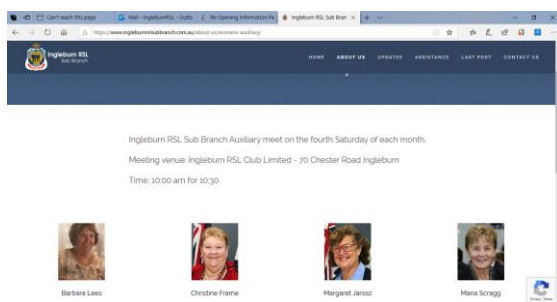 Can't reach this page
Mail - IngleburnRSL - Outlo
Re-Opening Information Pa
Ingleburn RSL Sub Bran
https://www.ingleburnrslsubbranch.com.au/about-us/womens-auxiliary/
Ingleburn RSL
Sub Branch
HOME ABOUT US UPDATES ASSISTANCE LAST POST CONTACT US
Ingleburn RSL Sub Branch Auxiliary meet on the fourth Saturday of each month.
Meeting venue: Ingleburn RSL Club Limited - 70 Chester Road Ingleburn
Time: 10:00 am for 10:30
Barbara Lees
Christine Frame
Margaret Jarosz
Maria Scragg
Privacy - Terms